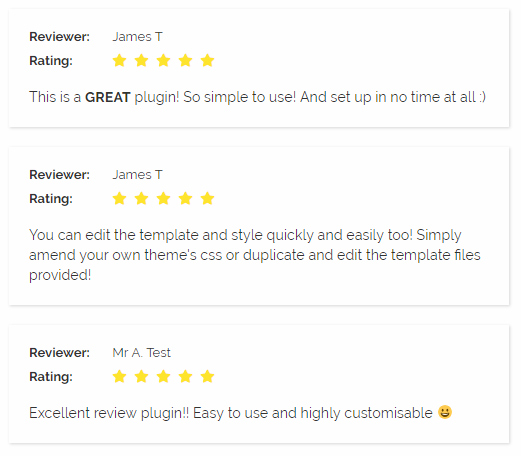 Reviewer: James T
Rating:
This is a GREAT plugin! So simple to use! And set up in no time at all :)
Reviewer: James T
Rating:
You can edit the template and style quickly and easily too! Simply
amend your own theme's css or duplicate and edit the template files
provided!
Reviewer: Mr A. Test
Rating:
Excellent review plugin!! Easy to use and highly customisable 😀